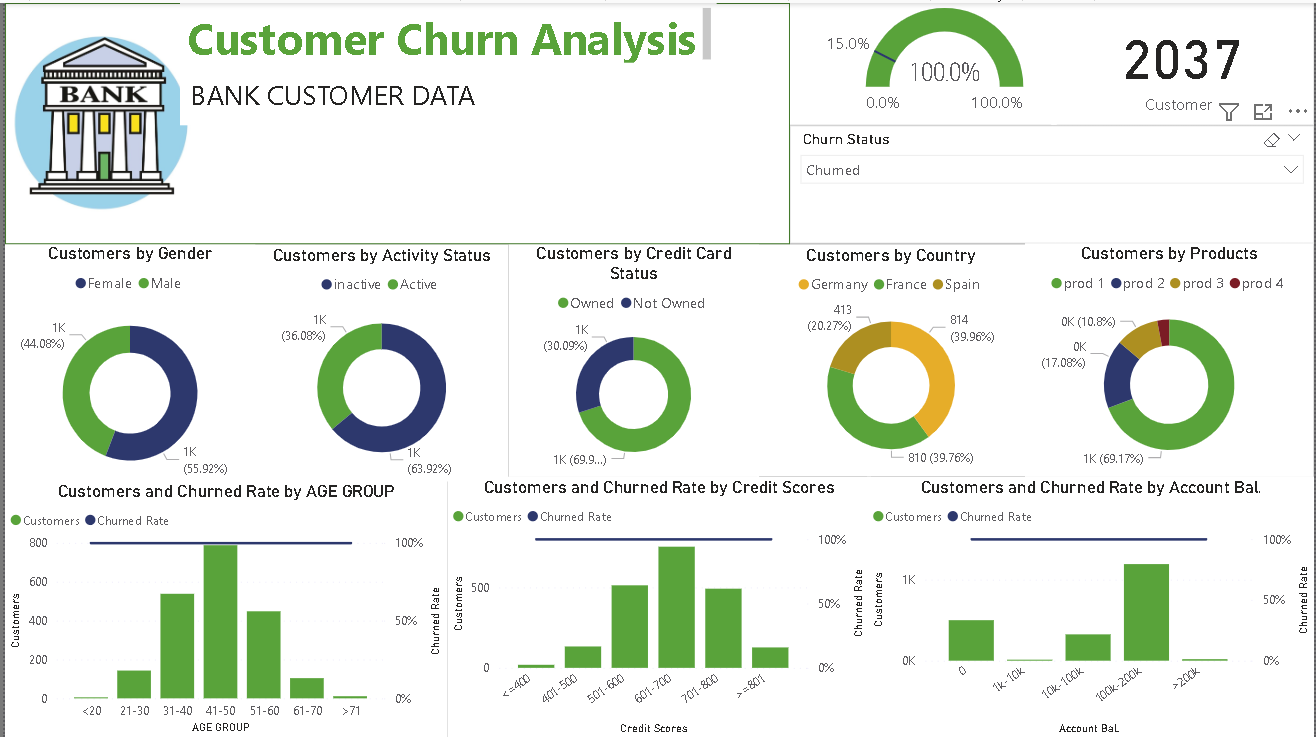 Customer Churn Analysis
BANK
BANK CUSTOMER DATA
15.0%
100.0%
0.0%
100.0%
2037
Customer
Churn Status
Churned
Customers by Gender
Female Male
1K
(44.08%)
1K
(55.92%)
Customers by Activity Status
inactive Active
1K
(36.08%)
1K
(63.92%)
Customers by Credit Card
Status
Owned Not Owned
1K
(30.09%)
1K (69.9...)
Customers by Country
Germany France Spain
413
(20.27%)
814
(39.96%)
810 (39.76%)
Customers by Products
prod 1 prod 2 prod 3 prod 4
0K (10.8%)
0K
(17.08%)
1K (69.17%)
Customers and Churned Rate by AGE GROUP
Customers Churned Rate
800
600
400
200
0
Customers
100%
50%
0%
Churned Rate
<20 21-30 31-40 41-50 51-60 61-70 >71
AGE GROUP
Customers and Churned Rate by Credit Scores
Customers Churned Rate
500
0
Customers
100%
50%
0%
Churned Rate
<=400 401-500 501-600 601-700 701-800 >=801
Credit Scores
Customers and Churned Rate by Account Bal.
Customers Churned Rate
1K
0K
Customers
100%
50%
0%
Churned Rate
0 1k-10k 10k-100k 100k-200k >200k
Account Bal.